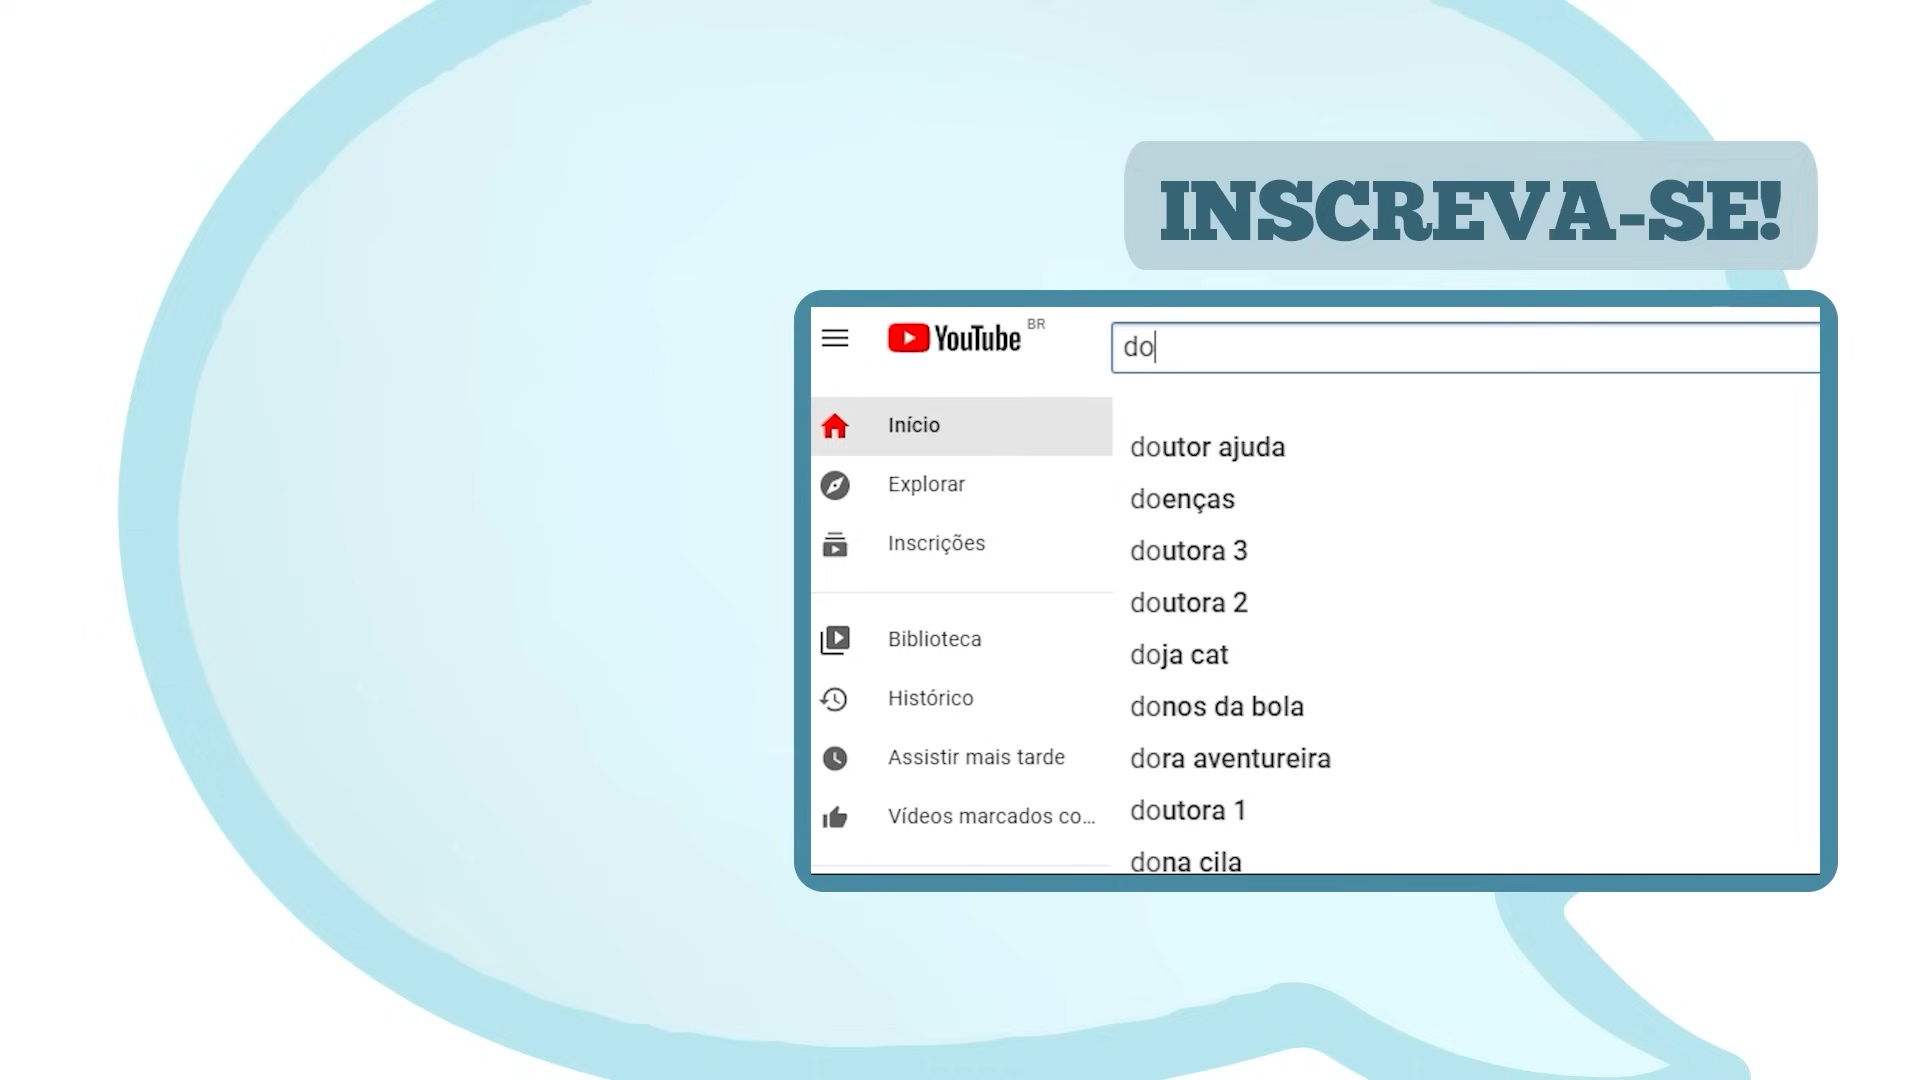 INSCREVA-SE!
YouTube BR
do
Início
Explorar
Inscrições
Biblioteca
Histórico
Assistir mais tarde
Vídeos marcados co...
doutor ajuda
doenças
doutora 3
doutora 2
doja cat
donos da bola
dora aventureira
doutora 1
dona cila